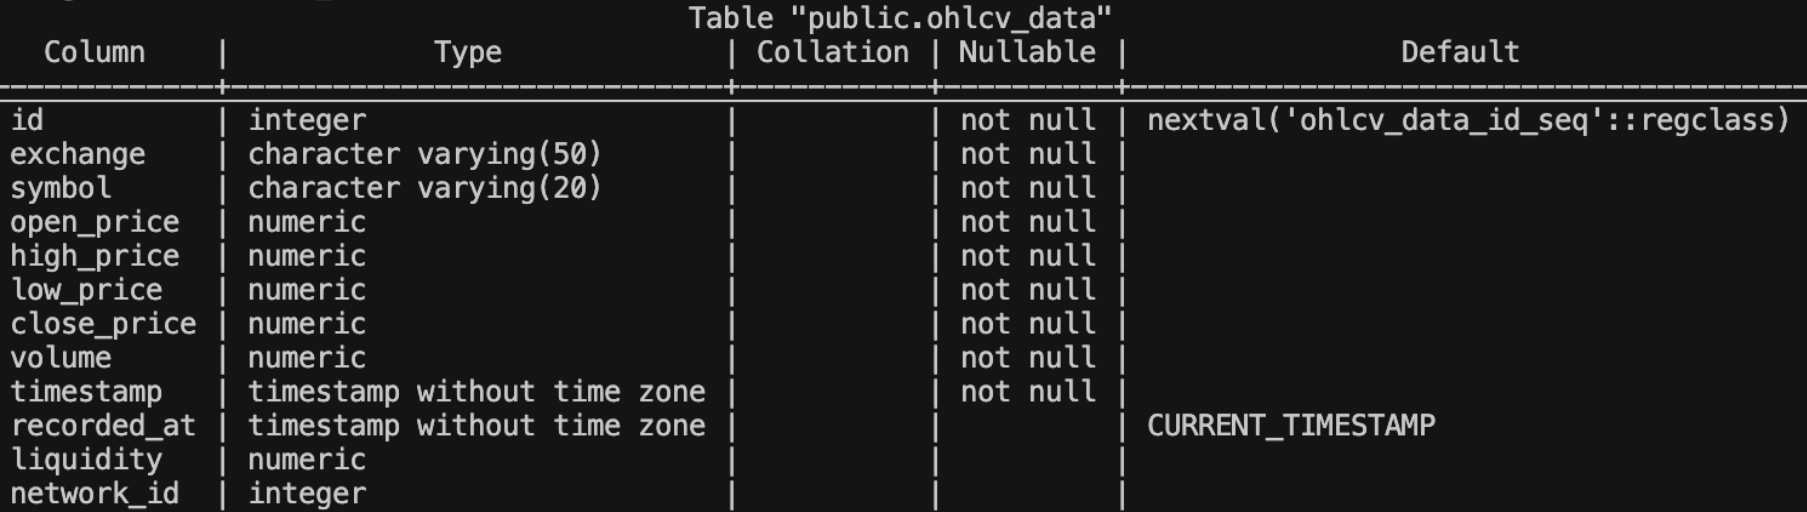 Table "public.ohlcv_data"
Column | Type | Collation | Nullable | Default
-------------+-----------------------------+-----------+----------+----------------------------------------
id | integer | | not null | nextval('ohlcv_data_id_seq'::regclass)
exchange | character varying(50) | | not null |
symbol | character varying(20) | | not null |
open_price | numeric | | not null |
high_price | numeric | | not null |
low_price | numeric | | not null |
close_price | numeric | | not null |
volume | numeric | | not null |
timestamp | timestamp without time zone | | not null |
recorded_at | timestamp without time zone | | | CURRENT_TIMESTAMP
liquidity | numeric | | |
network_id | integer | | |